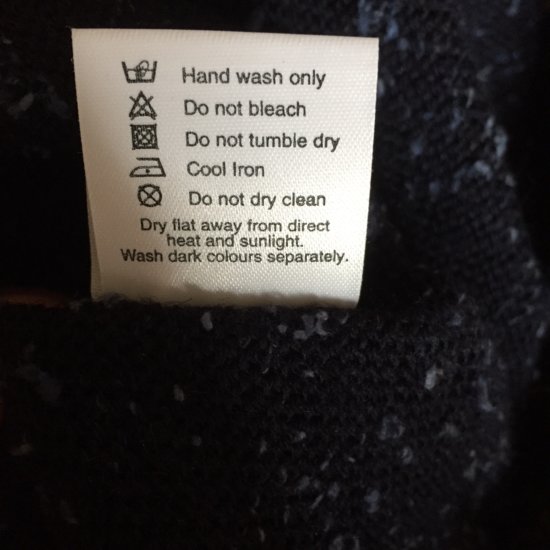 Hand wash only
Do not bleach
Do not tumble dry
Cool Iron
Do not dry clean
Dry flat away from direct
heat and sunlight.
Wash dark colours separately.